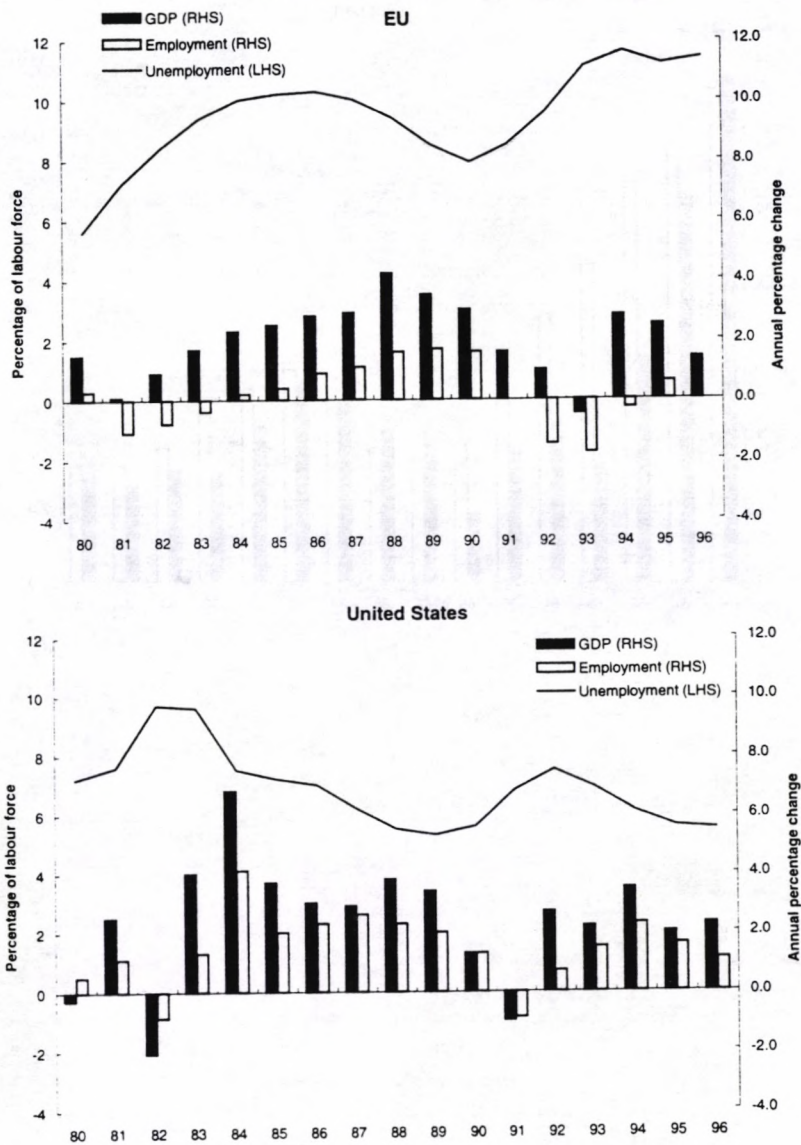 EU
GDP (RHS)
Employment (RHS)
Unemployment (LHS)
Percentage of labour force
Annual percentage change
12
10
8
6
4
2
0
-2
-4
12.0
10.0
8.0
6.0
4.0
2.0
0.0
-2.0
-4.0
80 81 82 83 84 85 86 87 88 89 90 91 92 93 94 95 96
United States
GDP (RHS)
Employment (RHS)
Unemployment (LHS)
Percentage of labour force
Annual percentage change
12
10
8
6
4
2
0
-2
-4
12.0
10.0
8.0
6.0
4.0
2.0
0.0
-2.0
-4.0
80 81 82 83 84 85 86 87 88 89 90 91 92 93 94 95 96